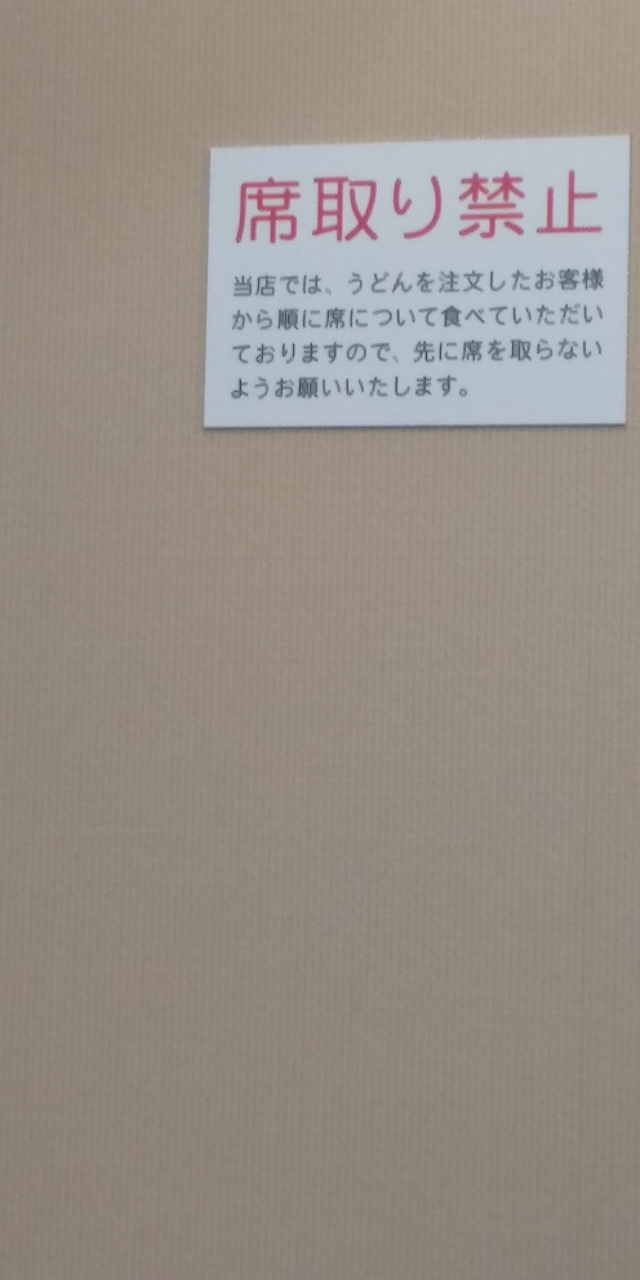 席取り禁止
当店では、うどんを注文したお客様
から順に席について食べていただい
ておりますので、先に席を取らない
ようお願いいたします。